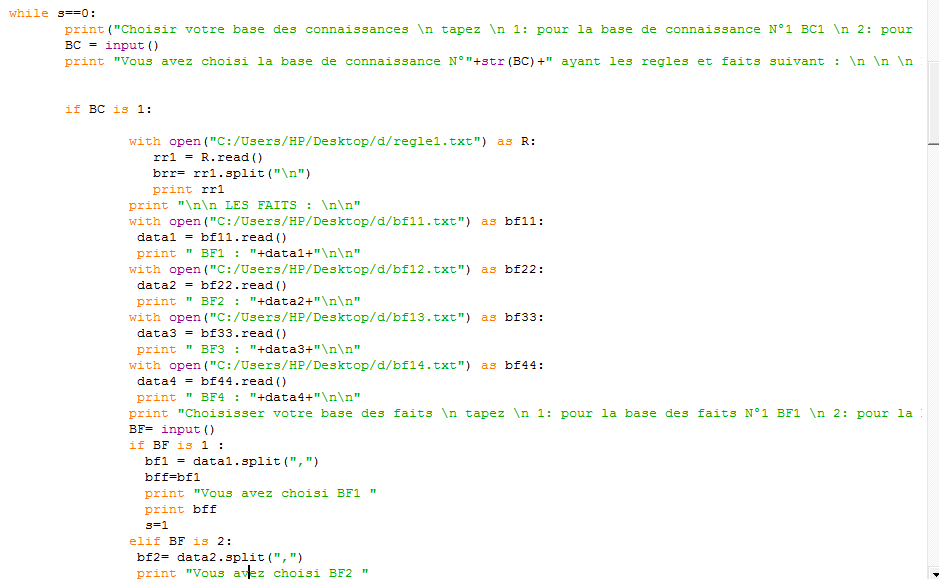 while s==0:
print("Choisir votre base des connaissances \n tapez \n 1: pour la base de connaissance N°1 BC1 \n 2: pour
BC = input()
print "Vous avez choisi la base de connaissance N°"+str(BC)+" ayant les regles et faits suivant : \n \n \n
if BC is 1:
with open("C:/Users/HP/Desktop/d/regle1.txt") as R:
rr1 = R.read()
brr= rr1.split("\n")
print rr1
print "\n\n LES FAITS : \n\n"
with open("C:/Users/HP/Desktop/d/bf11.txt") as bf11:
data1 = bf11.read()
print " BF1 : "+data1+"\n\n"
with open("C:/Users/HP/Desktop/d/bf12.txt") as bf22:
data2 = bf22.read()
print " BF2 : "+data2+"\n\n"
with open("C:/Users/HP/Desktop/d/bf13.txt") as bf33:
data3 = bf33.read()
print " BF3 : "+data3+"\n\n"
with open("C:/Users/HP/Desktop/d/bf14.txt") as bf44:
data4 = bf44.read()
print " BF4 : "+data4+"\n\n"
print "Choisisser votre base des faits \n tapez \n 1: pour la base des faits N°1 BF1 \n 2: pour la
BF= input()
if BF is 1 :
bf1 = data1.split(",")
bff=bf1
print "Vous avez choisi BF1 "
print bff
s=1
elif BF is 2:
bf2= data2.split(",")
print "Vous avez choisi BF2 "